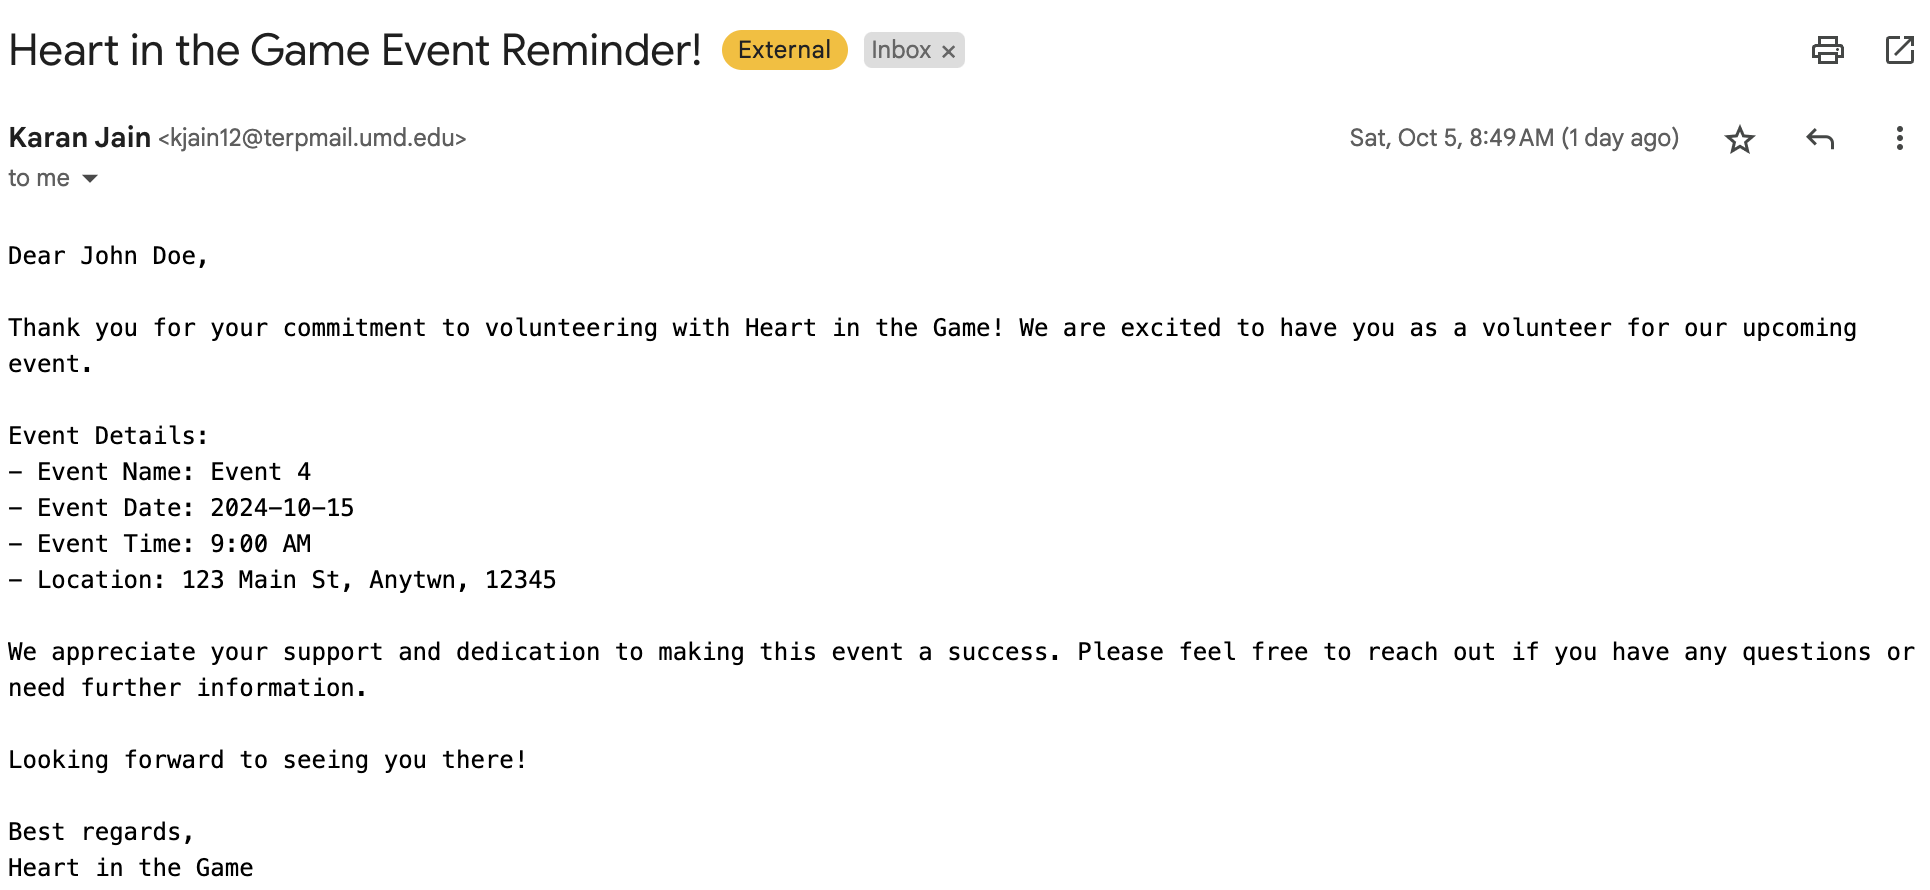 Heart in the Game Event Reminder! External Inbox ×
Karan Jain <kjain12@terpmail.umd.edu> Sat, Oct 5, 8:49 AM (1 day ago)
to me
Dear John Doe,
Thank you for your commitment to volunteering with Heart in the Game! We are excited to have you as a volunteer for our upcoming
event.
Event Details:
- Event Name: Event 4
- Event Date: 2024-10-15
- Event Time: 9:00 AM
- Location: 123 Main St, Anytwn, 12345
We appreciate your support and dedication to making this event a success. Please feel free to reach out if you have any questions or
need further information.
Looking forward to seeing you there!
Best regards,
Heart in the Game